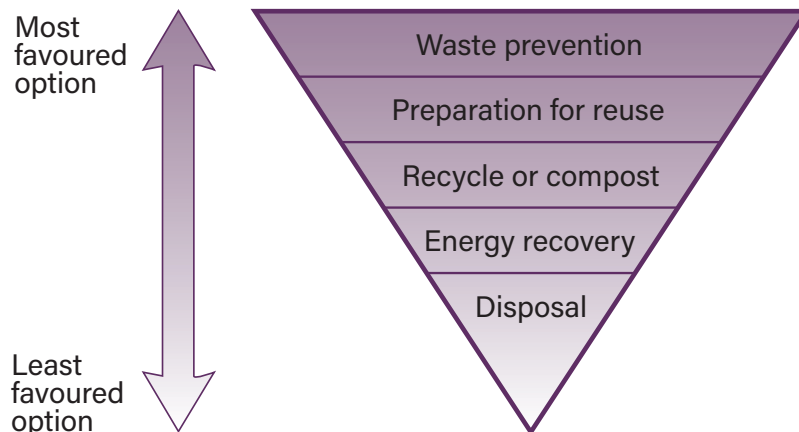 Most
favoured
option
Waste prevention
Preparation for reuse
Recycle or compost
Energy recovery
Disposal
Least
favoured
option